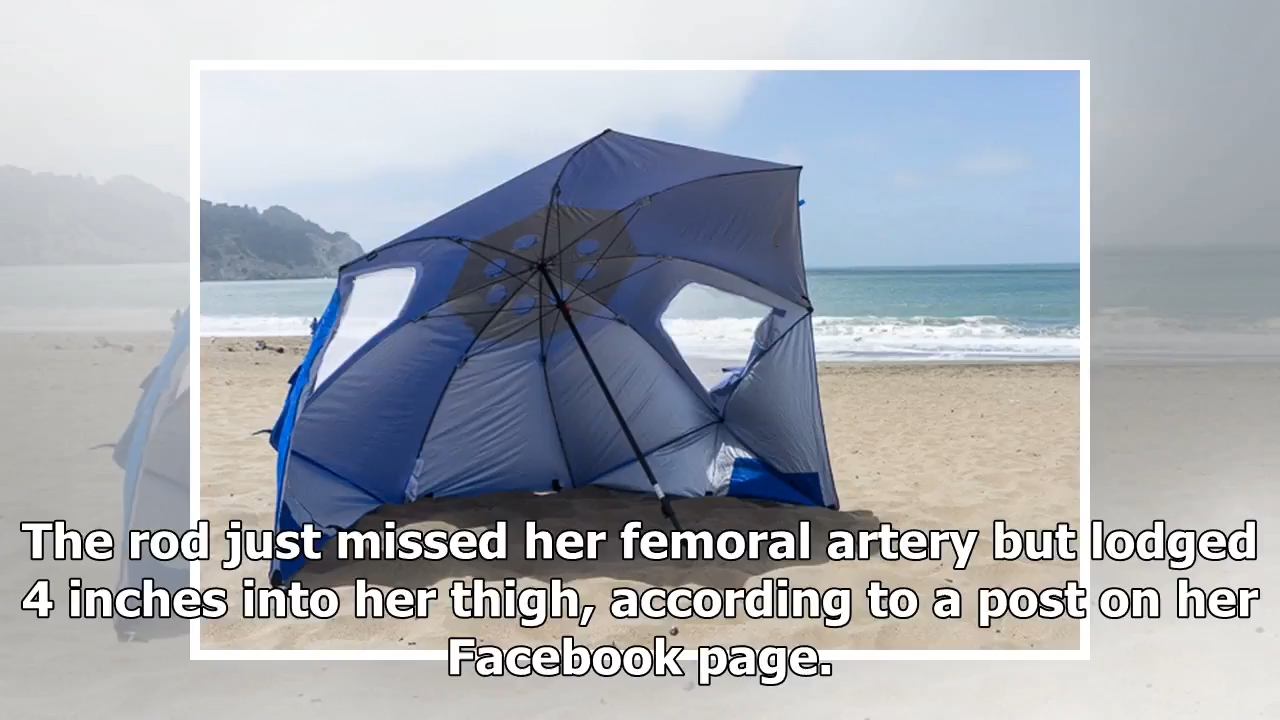 The rod just missed her femoral artery but lodged
4 inches into her thigh, according to a post on her
Facebook page.